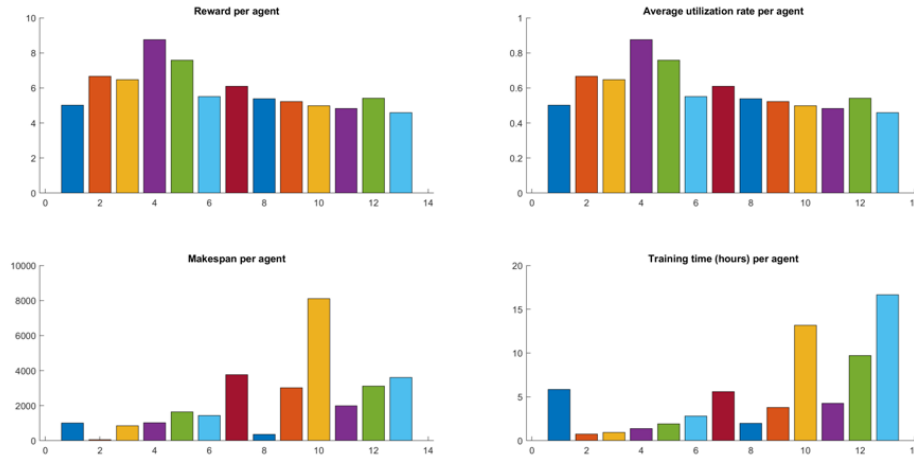 Reward per agent
10
8
6
4
2
0
0 2 4 6 8 10 12 14
Average utilization rate per agent
1
0.8
0.6
0.4
0.2
0
0 2 4 6 8 10 12
Makespan per agent
10000
8000
6000
4000
2000
0
0 2 4 6 8 10 12 14
Training time (hours) per agent
20
15
10
5
0
0 2 4 6 8 10 12